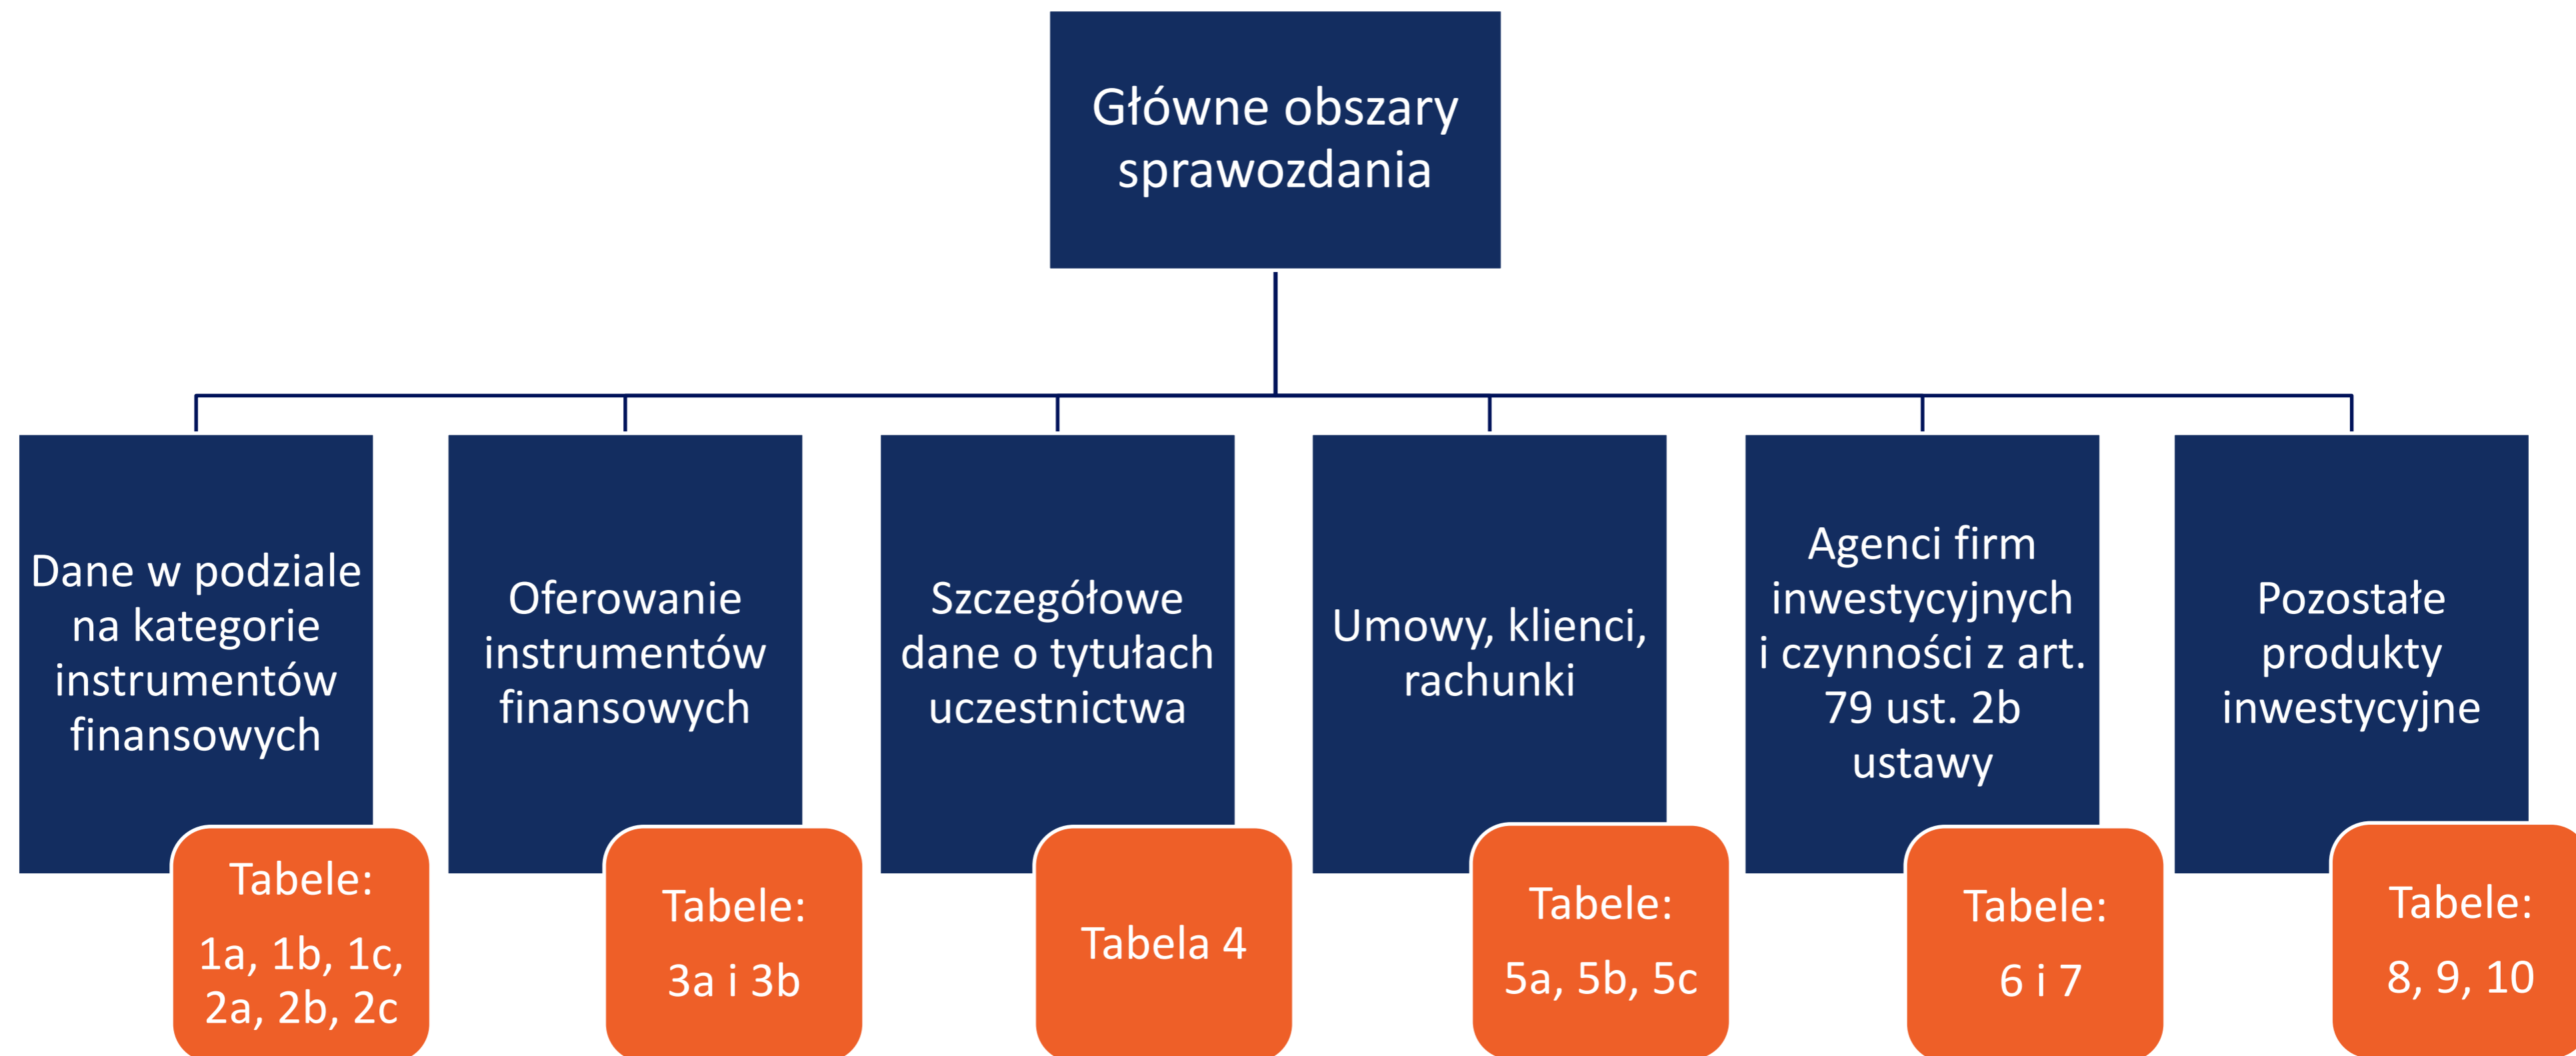 Główne obszary
sprawozdania
Dane w podziale
na kategorie
instrumentów
finansowych
Tabele:
1a, 1b, 1c,
2a, 2b, 2c
Oferowanie
instrumentów
finansowych
Tabele:
3a i 3b
Szczegółowe
dane o tytułach
uczestnictwa
Tabela 4
Umowy, klienci,
rachunki
Tabele:
5a, 5b, 5c
Agenci firm
inwestycyjnych
i czynności z art.
79 ust. 2b
ustawy
Tabele:
6 i 7
Pozostałe
produkty
inwestycyjne
Tabele:
8, 9, 10